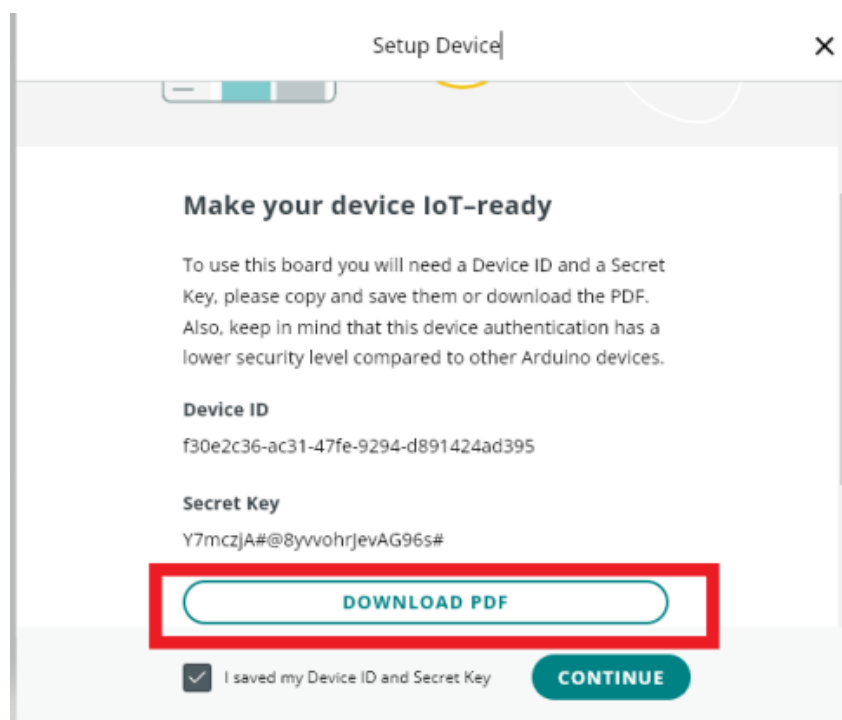 Setup Device
Make your device IoT–ready
To use this board you will need a Device ID and a Secret
Key, please copy and save them or download the PDF.
Also, keep in mind that this device authentication has a
lower security level compared to other Arduino devices.
Device ID
f30e2c36-ac31-47fe-9294-d891424ad395
Secret Key
Y7mczjA#@8yvvohrJevAG96s#
DOWNLOAD PDF
I saved my Device ID and Secret Key
CONTINUE